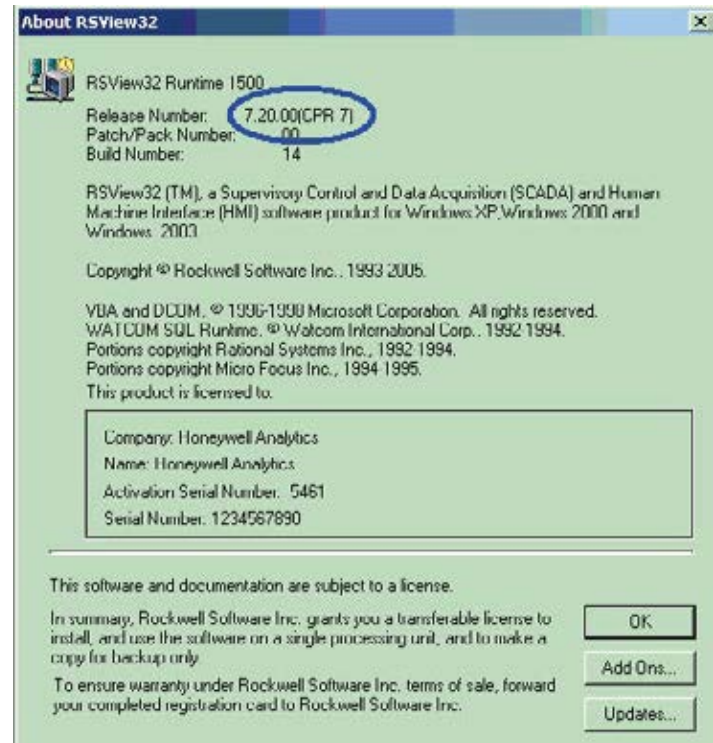 About RSView32
RSView32 Runtime 1500
Release Number: 7.20.00(CPR 7)
Patch/Pack Number: 00
Build Number: 14
RSView32 (TM), a Supervisory Control and Data Acquisition (SCADA) and Human
Machine Interface (HMI) software product for Windows XP,Windows 2000 and
Windows 2003
Copyright © Rockwell Software Inc., 1993-2005.
VBA and DCOM, © 1996-1998 Microsoft Corporation. All rights reserved.
WATCOM SQL Runtime, © Watcom International Corp., 1992-1994.
Portions copyright Rational Systems Inc., 1992-1994.
Portions copyright Micro Focus Inc., 1994-1995.
This product is licensed to:
Company: Honeywell Analytics
Name: Honeywell Analytics
Activation Serial Number: 5461
Serial Number: 1234567890
This software and documentation are subject to a license.
In summary, Rockwell Software Inc. grants you a transferable license to
install, and use the software on a single processing unit, and to make a
copy for backup only.
To ensure warranty under Rockwell Software Inc. terms of sale, forward
your completed registration card to Rockwell Software Inc.
OK
Add Ons...
Updates...